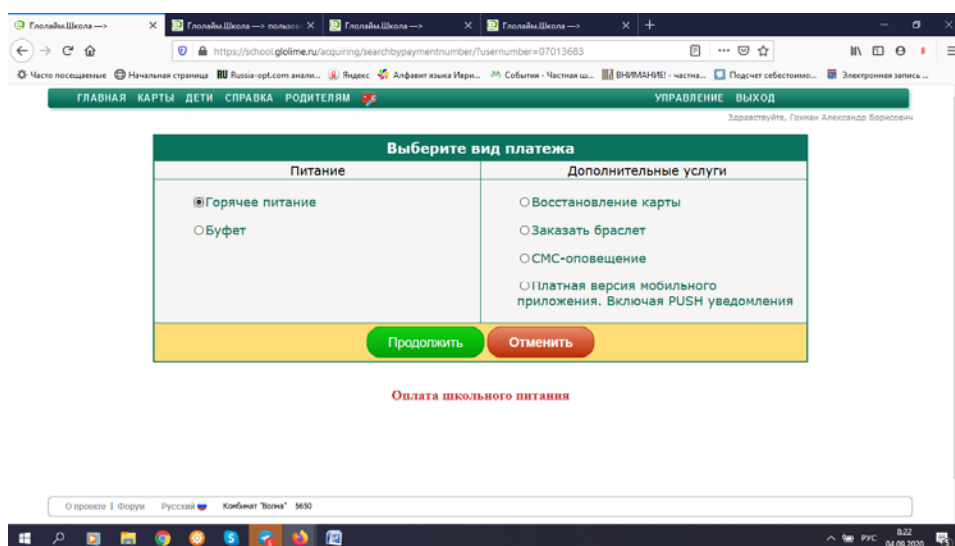 Глолайм.Школа —>
Глолайм.Школа —> пользов
Глолайм.Школа —>
Глолайм.Школа —>
https://school.glolime.ru/acquiring/searchbypaymentnumber/?usernumber=07013683
Часто посещаемые Начальная страница Russia-opt.com анали... Яндекс Алфавит языка Иври... События - Частная ш... ВНИМАНИЕ! - частна... Подсчет себестоимо... Электронная запись ...
ГЛАВНАЯ КАРТЫ ДЕТИ СПРАВКА РОДИТЕЛЯМ УПРАВЛЕНИЕ ВЫХОД
Здравствуйте, Гохман Александр Борисович
Выберите вид платежа
Питание
Дополнительные услуги
Горячее питание
Буфет
Восстановление карты
Заказать браслет
СМС-оповещение
Платная версия мобильного
приложения. Включая PUSH уведомления
Продолжить Отменить
Оплата школьного питания
О проекте | Форум Русский Комбинат "Волна" 5650
РУС
8:22
04.09.2020